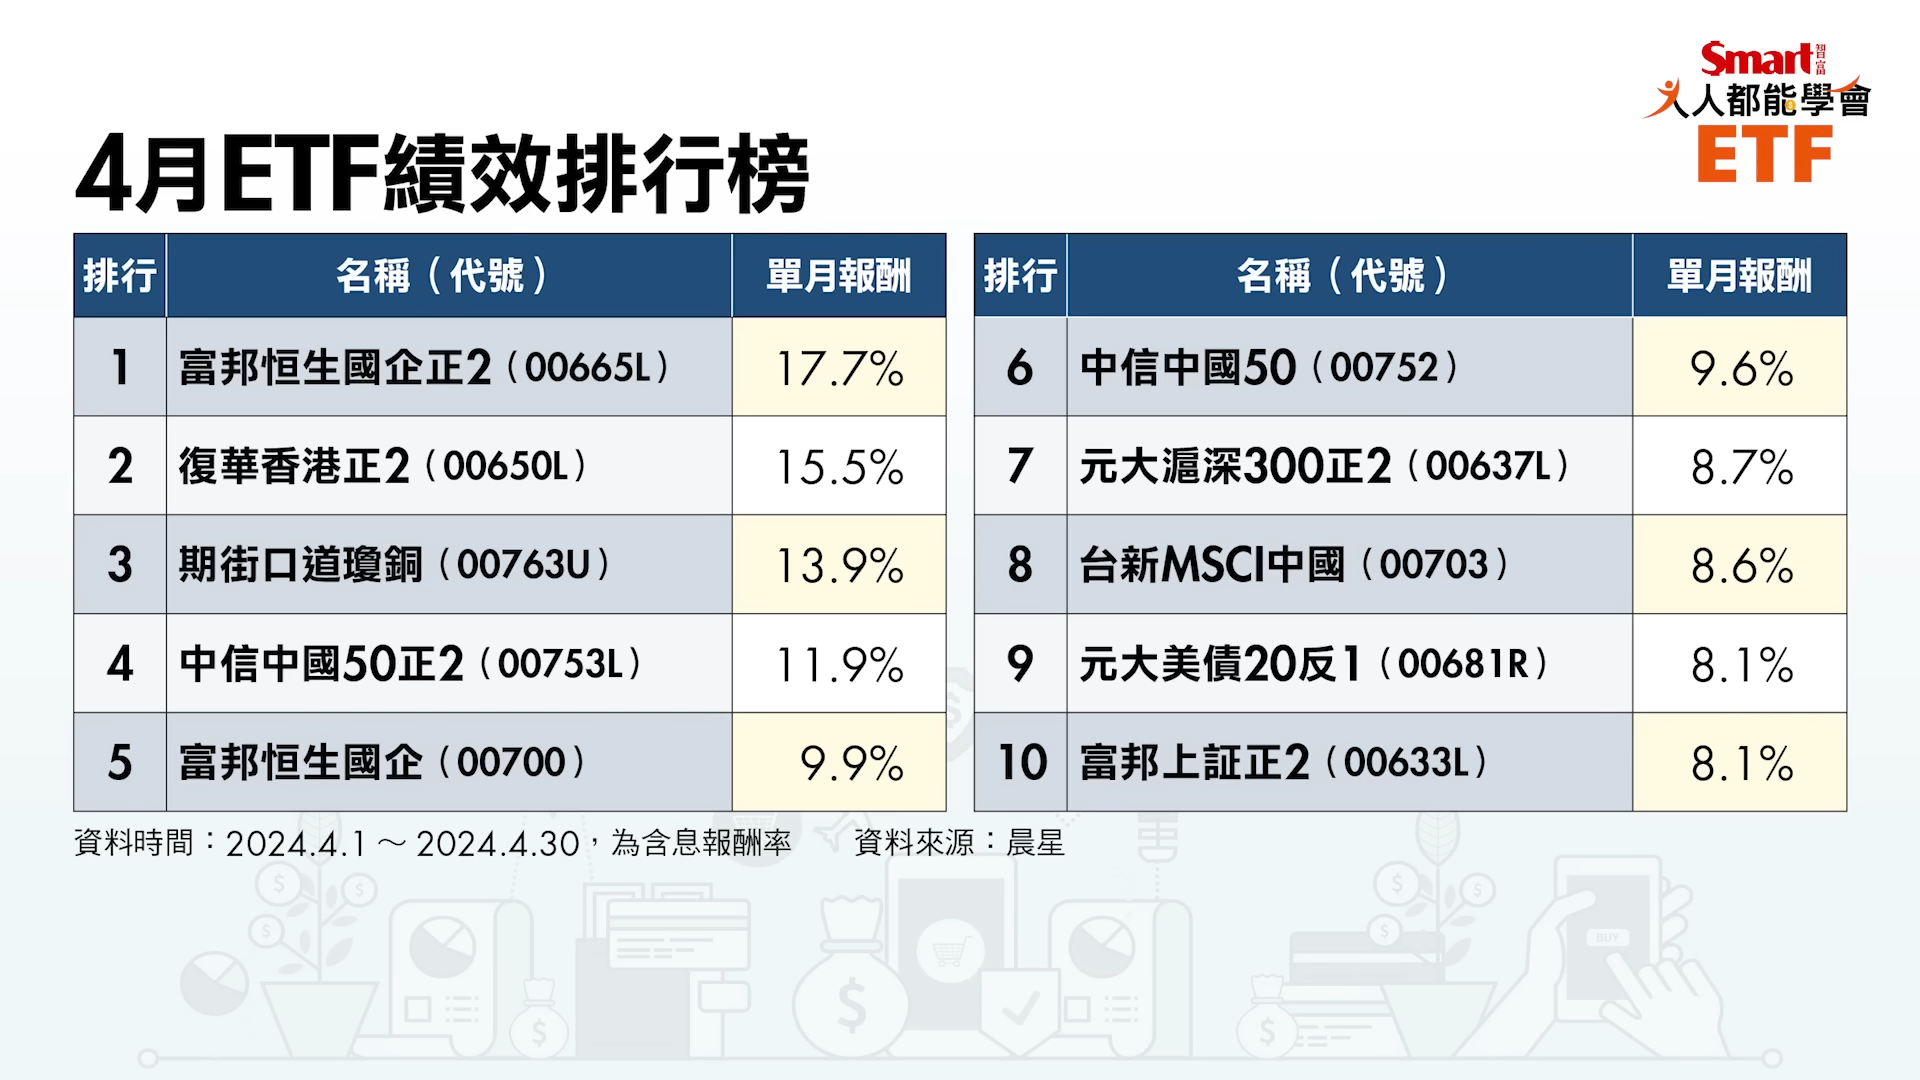 Smart智富
人人都能學會
ETF
4月ETF績效排行榜
排行 名稱（代號） 單月報酬
1 富邦恒生國企正2（00665L） 17.7%
2 復華香港正2（00650L） 15.5%
3 期街口道瓊銅（00763U） 13.9%
4 中信中國50正2（00753L） 11.9%
5 富邦恒生國企（00700） 9.9%
排行 名稱（代號） 單月報酬
6 中信中國50（00752） 9.6%
7 元大滬深300正2（00637L） 8.7%
8 台新MSCI中國（00703） 8.6%
9 元大美債20反1（00681R） 8.1%
10 富邦上証正2（00633L） 8.1%
資料時間：2024.4.1～2024.4.30，為含息報酬率 資料來源：晨星
BUY